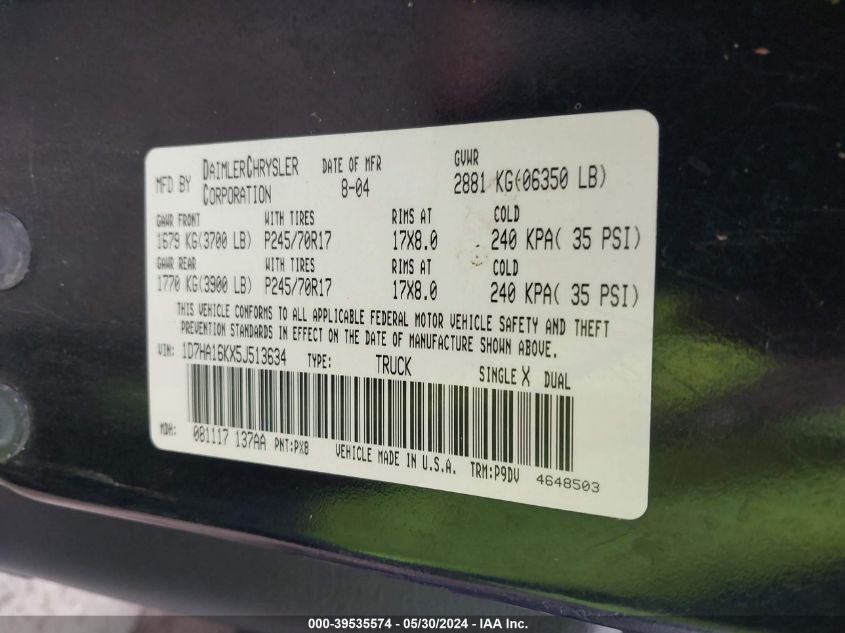 MFD BY DAIMLERCHRYSLER CORPORATION DATE OF MFR 8-04 GVWR 2881 KG(06350 LB)
GAWR FRONT WITH TIRES RIMS AT COLD
1679 KG(3700 LB) P245/70R17 17X8.0 240 KPA( 35 PSI)
GAWR REAR WITH TIRES RIMS AT COLD
1770 KG(3900 LB) P245/70R17 17X8.0 240 KPA( 35 PSI)
THIS VEHICLE CONFORMS TO ALL APPLICABLE FEDERAL MOTOR VEHICLE SAFETY AND THEFT
PREVENTION STANDARDS IN EFFECT ON THE DATE OF MANUFACTURE SHOWN ABOVE.
VIN: 1D7HA16KX5J513634 TYPE: TRUCK SINGLE X DUAL
MDH: 081117 137AA PNT:PX8 VEHICLE MADE IN U.S.A. TRM:P9DV 4648503
000-39535574 - 05/30/2024 - IAA Inc.